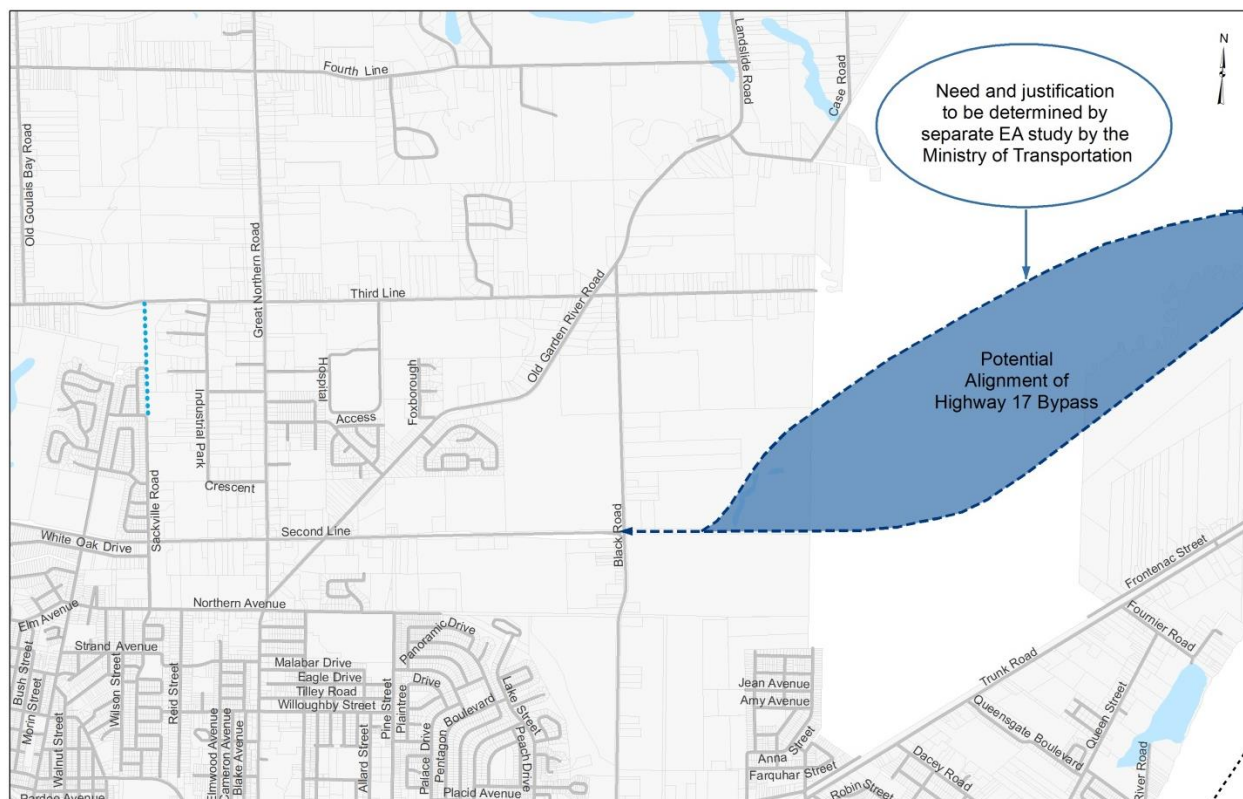 N
Fourth Line
Landslide Road
Case Road
Need and justification
to be determined by
separate EA study by the
Ministry of Transportation
Old Goulais Bay Road
Great Northern Road
Third Line
Old Garden River Road
Potential
Alignment of
Highway 17 Bypass
Industrial Park
Hospital
Access
Foxborough
Crescent
Sackville Road
White Oak Drive
Second Line
Black Road
Northern Avenue
Elm Avenue
Strand Avenue
Bush Street
Morin Street
Walnut Street
Wilson Street
Reid Street
Malabar Drive
Eagle Drive
Tilley Road
Willoughby Street
Elmwood Avenue
Cameron Avenue
Blake Avenue
Allard Street
Pine Street
Plaintree
Drive
Panoramic Drive
Palace Drive
Pentagon Boulevard
Lake Street
Peach Drive
Placid Avenue
Pardee Avenue
Jean Avenue
Amy Avenue
Anna Street
Farquhar Street
Robin Street
Dacey Road
Trunk Road
Frontenac Street
Fournier Road
Queensgate Boulevard
Queen Street
River Road